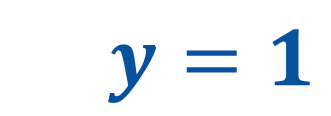 y = 1